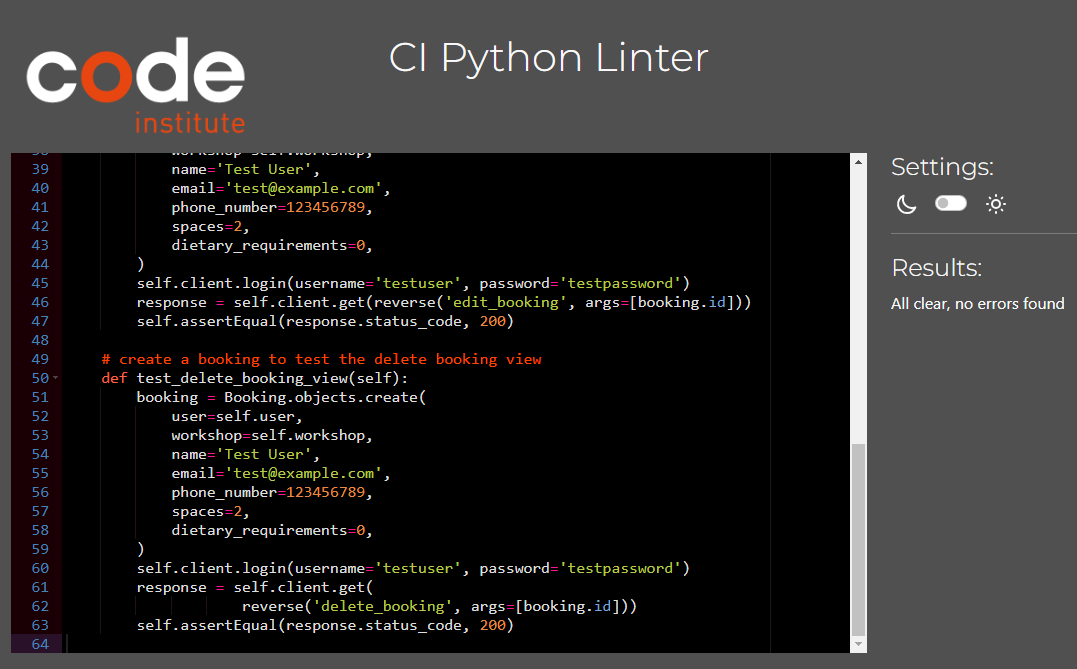 code
institute
CI Python Linter
38 workshop=self.workshop,
39 name='Test User',
40 email='test@example.com',
41 phone_number=123456789,
42 spaces=2,
43 dietary_requirements=0,
44 )
45 self.client.login(username='testuser', password='testpassword')
46 response = self.client.get(reverse('edit_booking', args=[booking.id]))
47 self.assertEqual(response.status_code, 200)
48
49 # create a booking to test the delete booking view
50 def test_delete_booking_view(self):
51 booking = Booking.objects.create(
52 user=self.user,
53 workshop=self.workshop,
54 name='Test User',
55 email='test@example.com',
56 phone_number=123456789,
57 spaces=2,
58 dietary_requirements=0,
59 )
60 self.client.login(username='testuser', password='testpassword')
61 response = self.client.get(
62 reverse('delete_booking', args=[booking.id]))
63 self.assertEqual(response.status_code, 200)
64
Settings:
Results:
All clear, no errors found